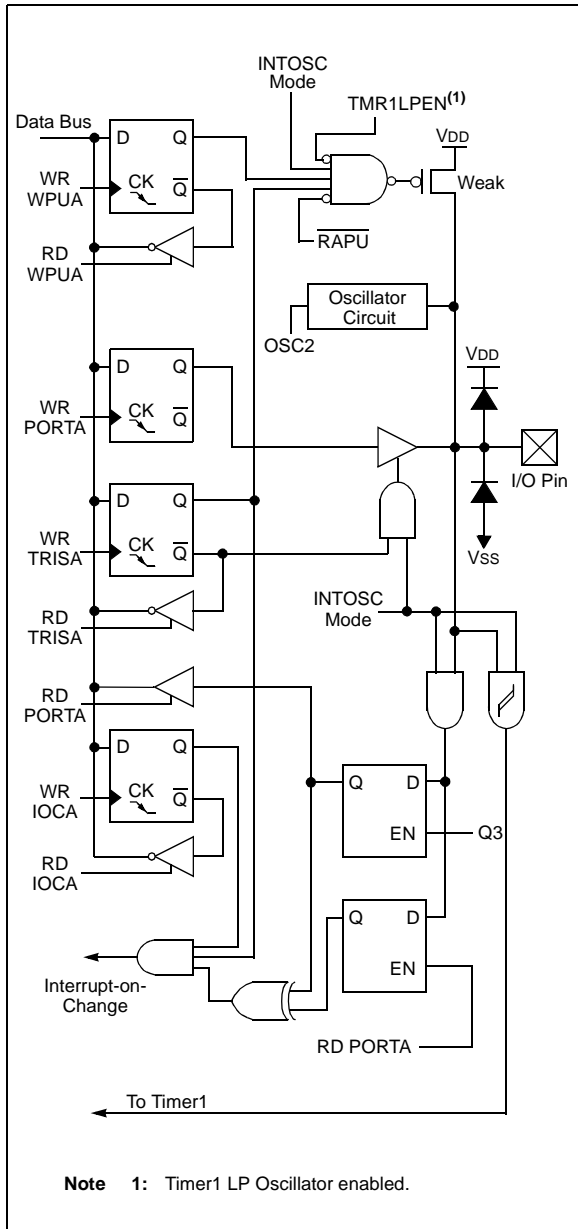 INTOSC
Mode
TMR1LPEN(1)
Data Bus
D Q
VDD
WR
WPUA
CK
Q
Weak
RD
WPUA
RAPU
Oscillator
Circuit
OSC2
VDD
D Q
WR
PORTA
CK
Q
I/O Pin
D Q
WR
TRISA
CK
Q
VSS
INTOSC
Mode
RD
TRISA
RD
PORTA
D Q
WR
IOCA
CK
Q
Q D
EN
Q3
RD
IOCA
Q D
EN
Interrupt-on-
Change
RD PORTA
To Timer1
Note 1: Timer1 LP Oscillator enabled.